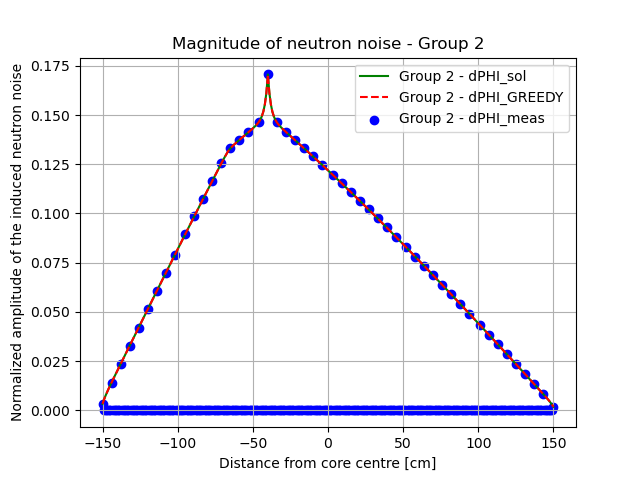 Magnitude of neutron noise - Group 2
Normalized amplitude of the induced neutron noise
0.175
0.150
0.125
0.100
0.075
0.050
0.025
0.000
Group 2 - dPHI_sol
Group 2 - dPHI_GREEDY
Group 2 - dPHI_meas
−150
−100
−50
0
50
100
150
Distance from core centre [cm]